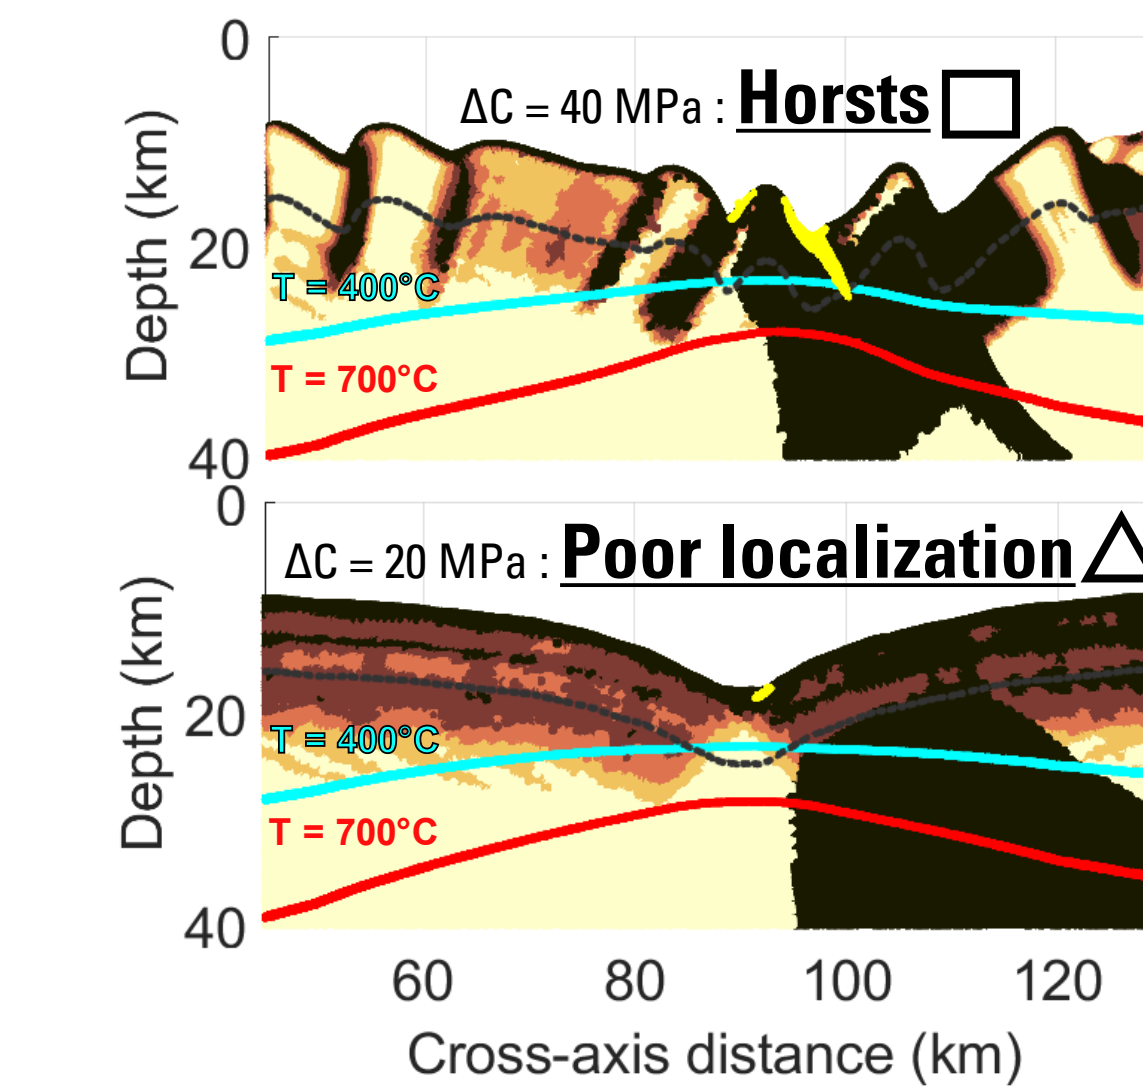 0
ΔC = 40 MPa : Horsts
Depth (km)
20
T = 400°C
T = 700°C
40
0
ΔC = 20 MPa : Poor localization
Depth (km)
20
T = 400°C
T = 700°C
40
60 80 100 120
Cross-axis distance (km)